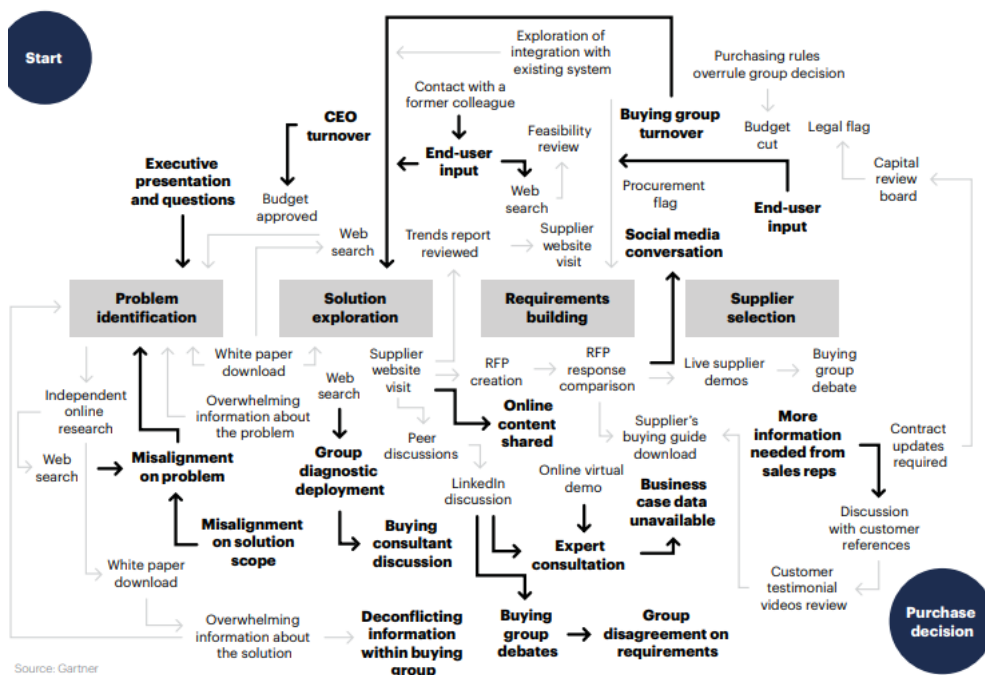 Start
Exploration of
integration with
existing system
Purchasing rules
overrule group decision
Contact with a
former colleague
CEO
turnover
Buying group
turnover
Feasibility
review
Budget
cut
Legal flag
End-user
input
Executive
presentation
and questions
Capital
review
board
Budget
approved
Web
search
Procurement
flag
End-user
input
Web
search
Trends report
reviewed
Supplier
website
visit
Social media
conversation
Problem
identification
Solution
exploration
Requirements
building
Supplier
selection
White paper
download
Supplier
website
visit
RFP
creation
RFP
response
comparison
Live supplier
demos
Buying
group
debate
Web
search
Independent
online
research
Overwhelming
information about
the problem
Online
content
shared
Peer
discussions
Supplier's
buying guide
download
More
information
needed from
sales reps
Contract
updates
required
Web
search
Misalignment
on problem
Group
diagnostic
deployment
LinkedIn
discussion
Online virtual
demo
Business
case data
unavailable
Misalignment
on solution
scope
Buying
consultant
discussion
Expert
consultation
Discussion
with customer
references
White paper
download
Customer
testimonial
videos review
Overwhelming
information about
the solution
Deconflicting
information
within buying
group
Buying
group
debates
Group
disagreement on
requirements
Purchase
decision
Source: Gartner